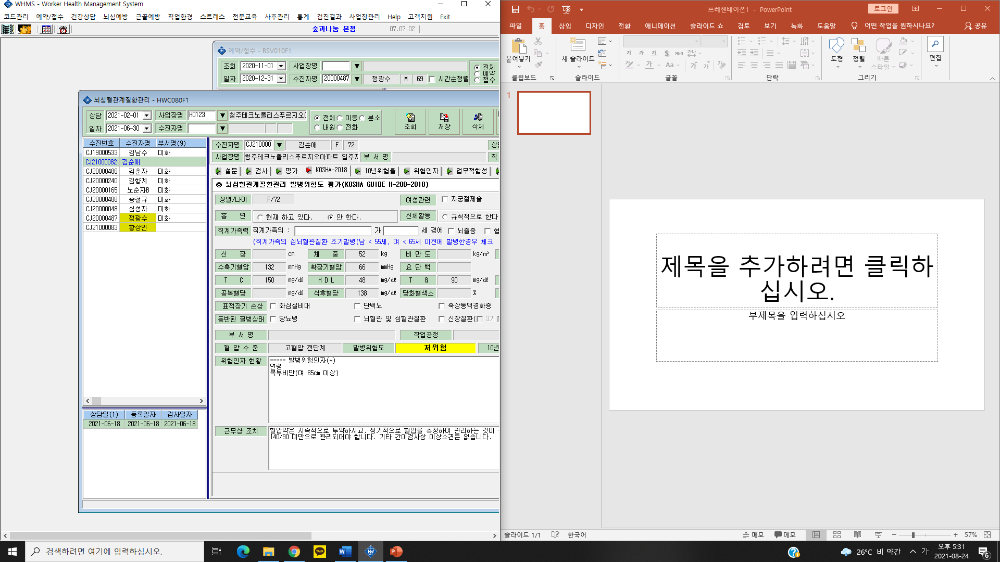 WHMS - Worker Health Management System
코드관리 예약/접수 건강상담 뇌심예방 근골예방 직업환경 스트레스 전문교육 사후관리 통계 검진결과 사업장관리 Help 고객지원 Exit
숲과나눔 본점 07.07.02
예약/접수 - RSV010F1
조회 2020-11-01 사업장명 전체
예약
일자 2020-12-31 수진자명 20000487 정광수 M 69 시간순정렬 접수
뇌심혈관계질환관리 - HWC080F1
상담 2021-02-01 사업장명 H0123 청주테크노폴리스푸르지오 전체 이동 분소
일자 2021-06-30 수진자명 내원 전화
조회 저장 삭제
수진번호 수진자명 부서명(9)
CJ19000533 김남수 미화
CJ21000082 김순애
CJ20000486 김춘자 미화
CJ20000240 김향계 미화
CJ20000165 노순자B 미화
CJ20000488 송철규 미화
CJ20000048 심성자 미화
CJ20000487 정광수 미화
CJ21000083 황상인
상담일(1) 등록일자 검사일자
2021-06-18 2021-06-18 2021-06-18
수진자명 CJ210000 김순애 F 72
사업장명 청주테크노폴리스푸르지오아파트 입주자 부 서 명 직
설문 검사 평가 KOSHA-2018 10년위험율 위험인자 업무적합성
◎ 뇌심혈관계질환관리 발병위험도 평가(KOSHA GUIDE H-200-2018)
성별/나이 F/72 여성관련 자궁절제술
흡 연 현재 하고 있다. 안 한다. 신체활동 규칙적으로 한다
직계가족력 직계가족의 : 가 세 경에 뇌졸중 협
(직계가족의 심뇌혈관질환 조기발병(남 < 55세, 여 < 65세 이전에 발병한경우 체크
신 장 cm 체 중 52 kg 비 만 도 kg/m²
수축기혈압 132 mmHg 확장기혈압 66 mmHg 요 단 백
T C 150 mg/dℓ H D L 48 mg/dℓ T G 90 mg/dℓ
공복혈당 mg/dℓ 식후혈당 138 mg/dℓ 당화혈색소 %
표적장기 손상 좌심실비대 단백뇨 죽상동맥경화증
동반된 질병상태 당뇨병 뇌혈관 및 심혈관질환 신장질환( 3기
부 서 명 작업공정
혈 압 수 준 고혈압 전단계 발병위험도 저위험 10년
위험인자 현황 ===== 발병위험인자(+)
연령
복부비만(여 85cm 이상)
근무상 조치 혈압약은 지속적으로 투약하시고, 정기적으로 혈압을 측정하여 관리하는 것이
140/90 미만으로 관리되어야 합니다. 기타 간이검사상 이상소견은 없습니다.
프레젠테이션1 - PowerPoint 로그인
파일 홈 삽입 디자인 전환 애니메이션 슬라이드 쇼 검토 보기 녹화 도움말 어떤 작업을 원하시나요? 공유
붙여넣기 새 슬라이드 가 가 가 S abc 간 가 가 Aa 가 가 도형 정렬 빠른 스타일 편집
클립보드 슬라이드 글꼴 단락 그리기
1
제목을 추가하려면 클릭하
십시오.
부제목을 입력하십시오
슬라이드 1/1 한국어 메모 메모 57%
검색하려면 여기에 입력하십시오. TALK 26°C 비 약간 가 오후 5:31
2021-08-24 6